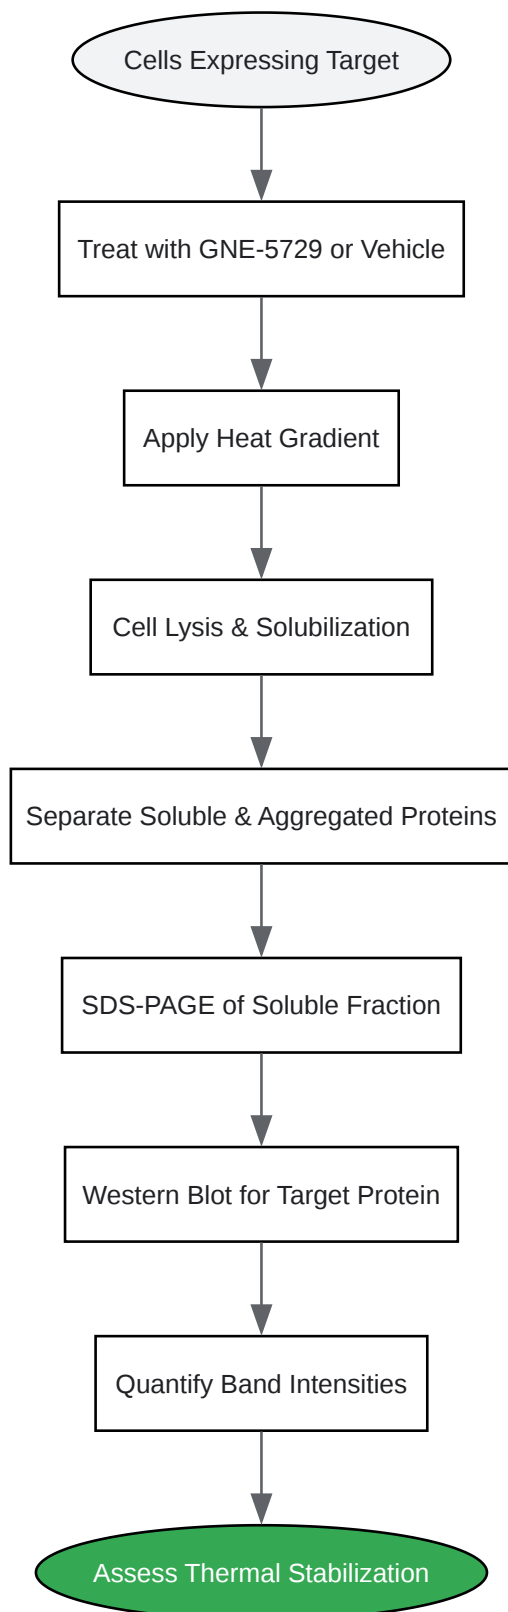 Cells Expressing Target
Treat with GNE-5729 or Vehicle
Apply Heat Gradient
Cell Lysis & Solubilization
Separate Soluble & Aggregated Proteins
SDS-PAGE of Soluble Fraction
Western Blot for Target Protein
Quantify Band Intensities
Assess Thermal Stabilization